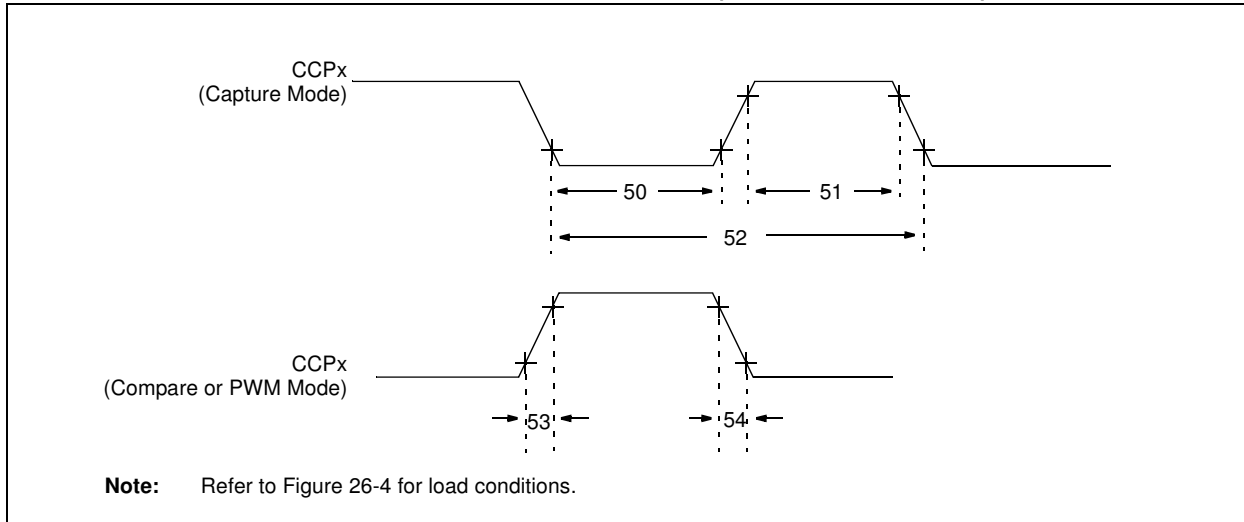 CCPx
(Capture Mode)
50
51
52
CCPx
(Compare or PWM Mode)
53
54
Note: Refer to Figure 26-4 for load conditions.